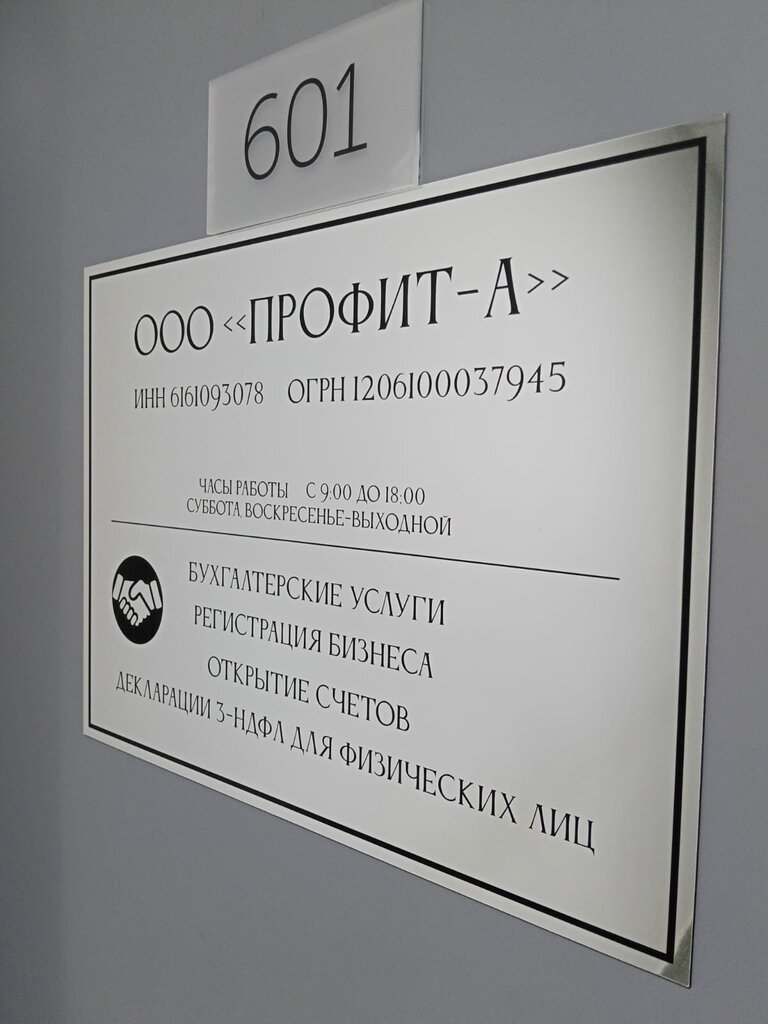 601
ООО «ПРОФИТ-А»
ИНН 6161093078 ОГРН 1206100037945
ЧАСЫ РАБОТЫ С 9:00 ДО 18:00
СУББОТА, ВОСКРЕСЕНЬЕ-ВЫХОДНОЙ
БУХГАЛТЕРСКИЕ УСЛУГИ
РЕГИСТРАЦИЯ БИЗНЕСА
ОТКРЫТИЕ СЧЕТОВ
ДЕКЛАРАЦИИ 3-НДФЛ ДЛЯ ФИЗИЧЕСКИХ ЛИЦ